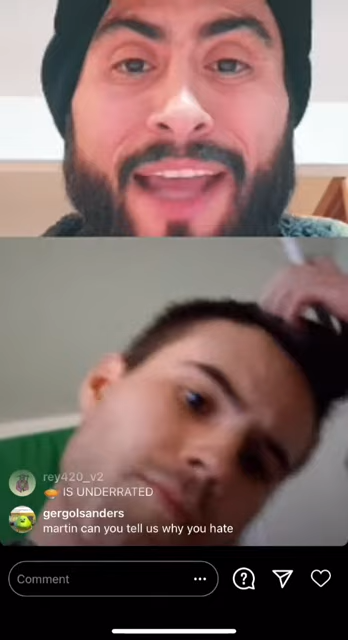 rey420_v2
🥧 IS UNDERRATED
gergolsanders
martin can you tell us why you hate
Comment